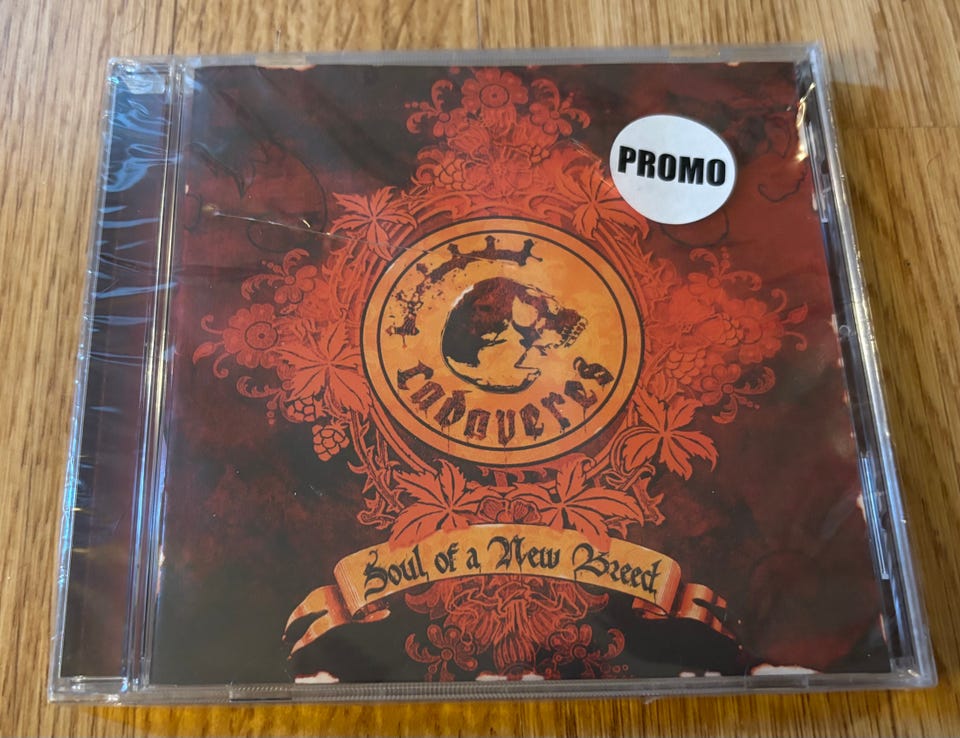 PROMO
cadaveres
Soul of a New Breed